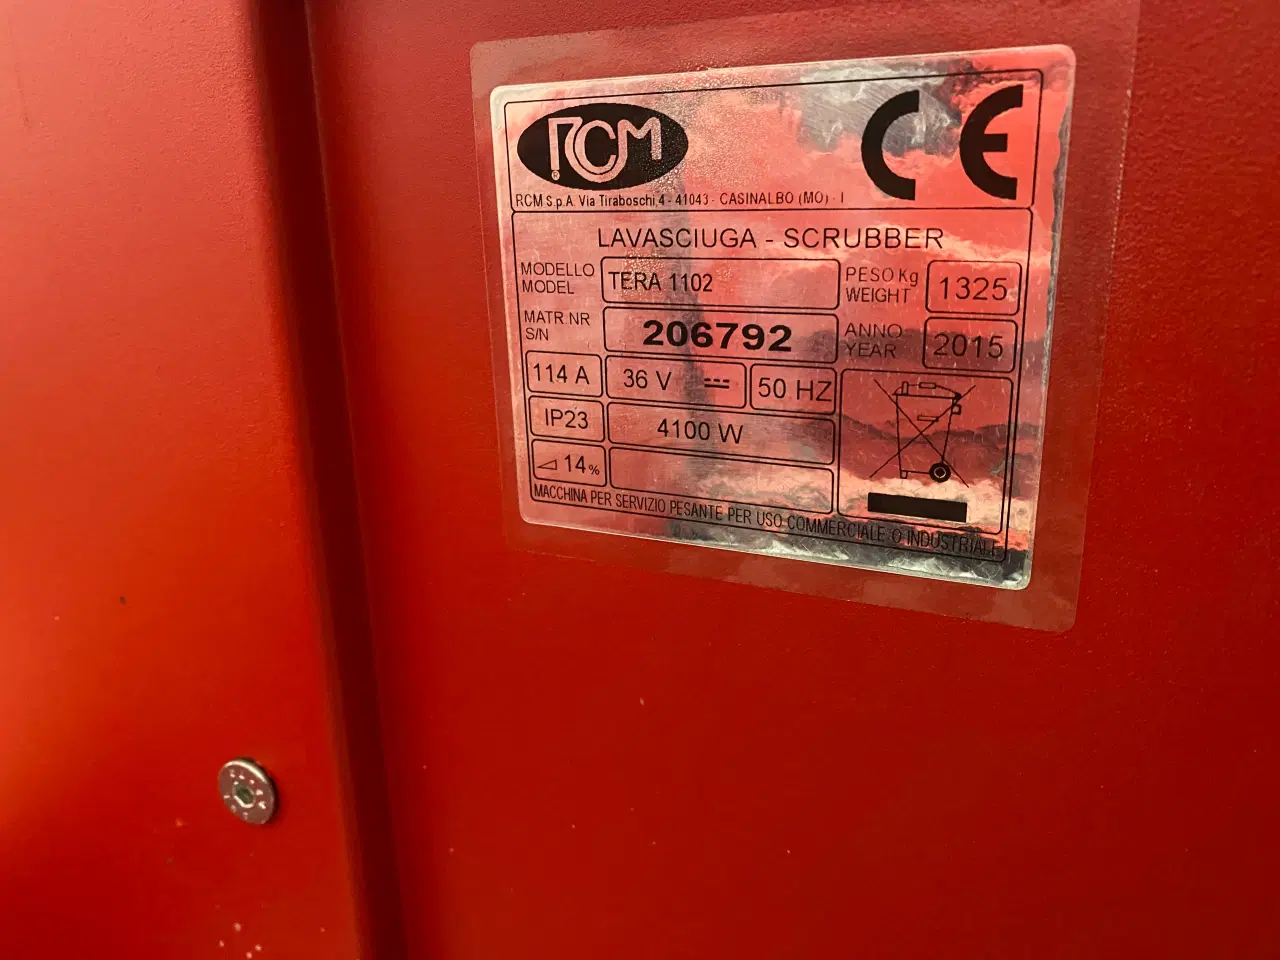 RCM
CE
RCM S.p.A. Via Tiraboschi,4 - 41043 - CASINALBO (MO) - I
LAVASCIUGA - SCRUBBER
MODELLO
MODEL
TERA 1102
PESO Kg
WEIGHT
1325
MATR NR
S/N
206792
ANNO
YEAR
2015
114 A
36 V
50 HZ
IP23
4100 W
14%
MACCHINA PER SERVIZIO PESANTE PER USO COMMERCIALE O INDUSTRIALE